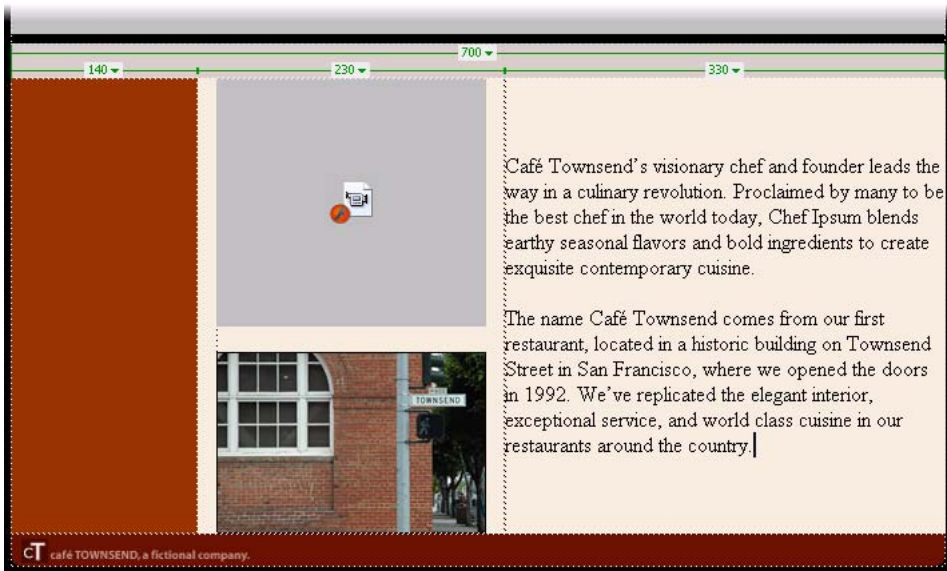 700
140 230 330
Café Townsend’s visionary chef and founder leads the
way in a culinary revolution. Proclaimed by many to be
the best chef in the world today, Chef Ipsum blends
earthy seasonal flavors and bold ingredients to create
exquisite contemporary cuisine.
The name Café Townsend comes from our first
restaurant, located in a historic building on Townsend
Street in San Francisco, where we opened the doors
in 1992. We’ve replicated the elegant interior,
exceptional service, and world class cuisine in our
restaurants around the country.
TOWNSEND
CT café TOWNSEND, a fictional company.